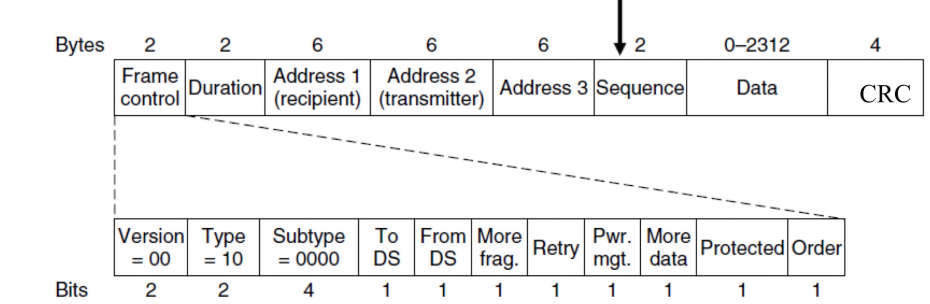 Bytes 2 2 6 6 6 2 0–2312 4
Frame control Duration Address 1 (recipient) Address 2 (transmitter) Address 3 Sequence Data CRC
Version = 00 Type = 10 Subtype = 0000 To DS From DS More frag. Retry Pwr. mgt. More data Protected Order
Bits 2 2 4 1 1 1 1 1 1 1 1